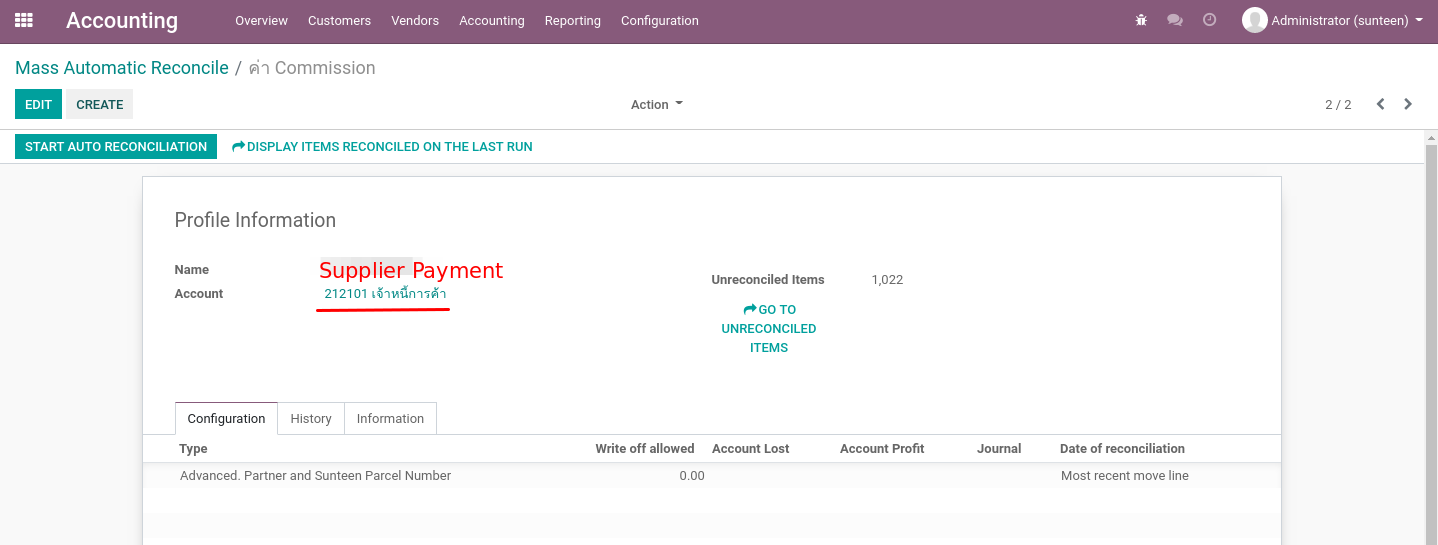 Accounting Overview Customers Vendors Accounting Reporting Configuration Administrator (sunteen)
Mass Automatic Reconcile / ค่า Commission
EDIT CREATE Action 2 / 2
START AUTO RECONCILIATION DISPLAY ITEMS RECONCILED ON THE LAST RUN
Profile Information
Name Supplier Payment
Account 212101 เจ้าหนี้การค้า
Unreconciled Items 1,022
GO TO
UNRECONCILED
ITEMS
Configuration History Information
Type Write off allowed Account Lost Account Profit Journal Date of reconciliation
Advanced. Partner and Sunteen Parcel Number 0.00 Most recent move line